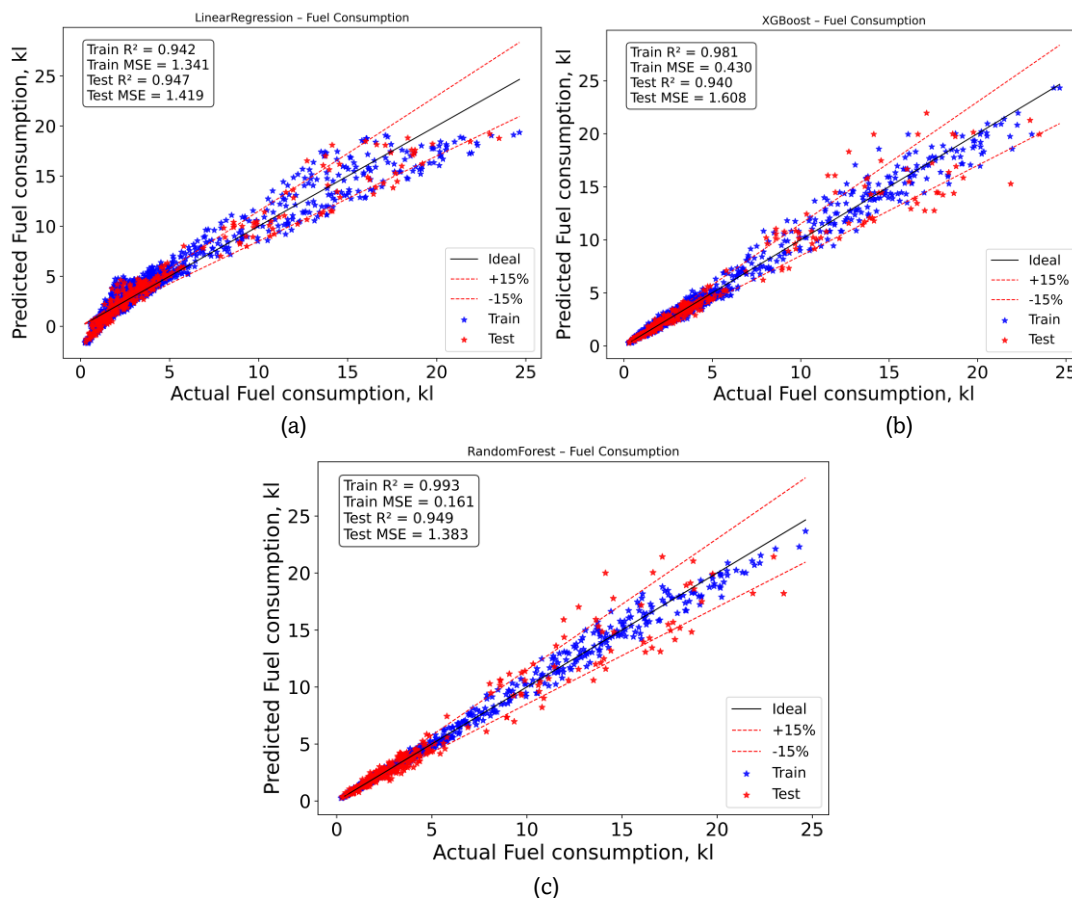 LinearRegression – Fuel Consumption
Train R² = 0.942
Train MSE = 1.341
Test R² = 0.947
Test MSE = 1.419
Predicted Fuel consumption, kl
25
20
15
10
5
0
Ideal
+15%
-15%
Train
Test
0 5 10 15 20 25
Actual Fuel consumption, kl
(a)
XGBoost – Fuel Consumption
Train R² = 0.981
Train MSE = 0.430
Test R² = 0.940
Test MSE = 1.608
Predicted Fuel consumption, kl
25
20
15
10
5
0
Ideal
+15%
-15%
Train
Test
0 5 10 15 20 25
Actual Fuel consumption, kl
(b)
RandomForest – Fuel Consumption
Train R² = 0.993
Train MSE = 0.161
Test R² = 0.949
Test MSE = 1.383
Predicted Fuel consumption, kl
25
20
15
10
5
0
Ideal
+15%
-15%
Train
Test
0 5 10 15 20 25
Actual Fuel consumption, kl
(c)